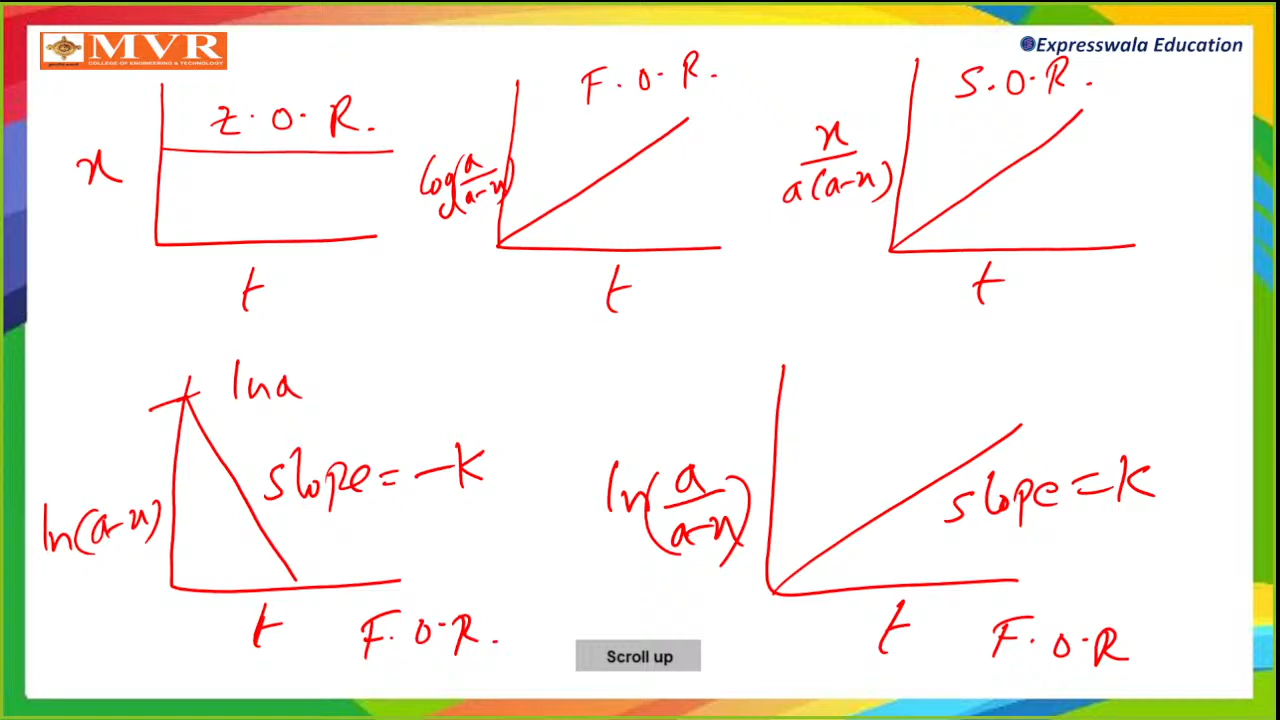 MVR
COLLEGE OF ENGINEERING & TECHNOLOGY
Expresswala Education
Z.O.R.
x
t
F.O.R.
log(a/a-x)
t
S.O.R.
x/a(a-x)
t
ln a
slope = -k
ln(a-x)
t
F.O.R.
ln(a/a-x)
slope = k
t
F.O.R
Scroll up